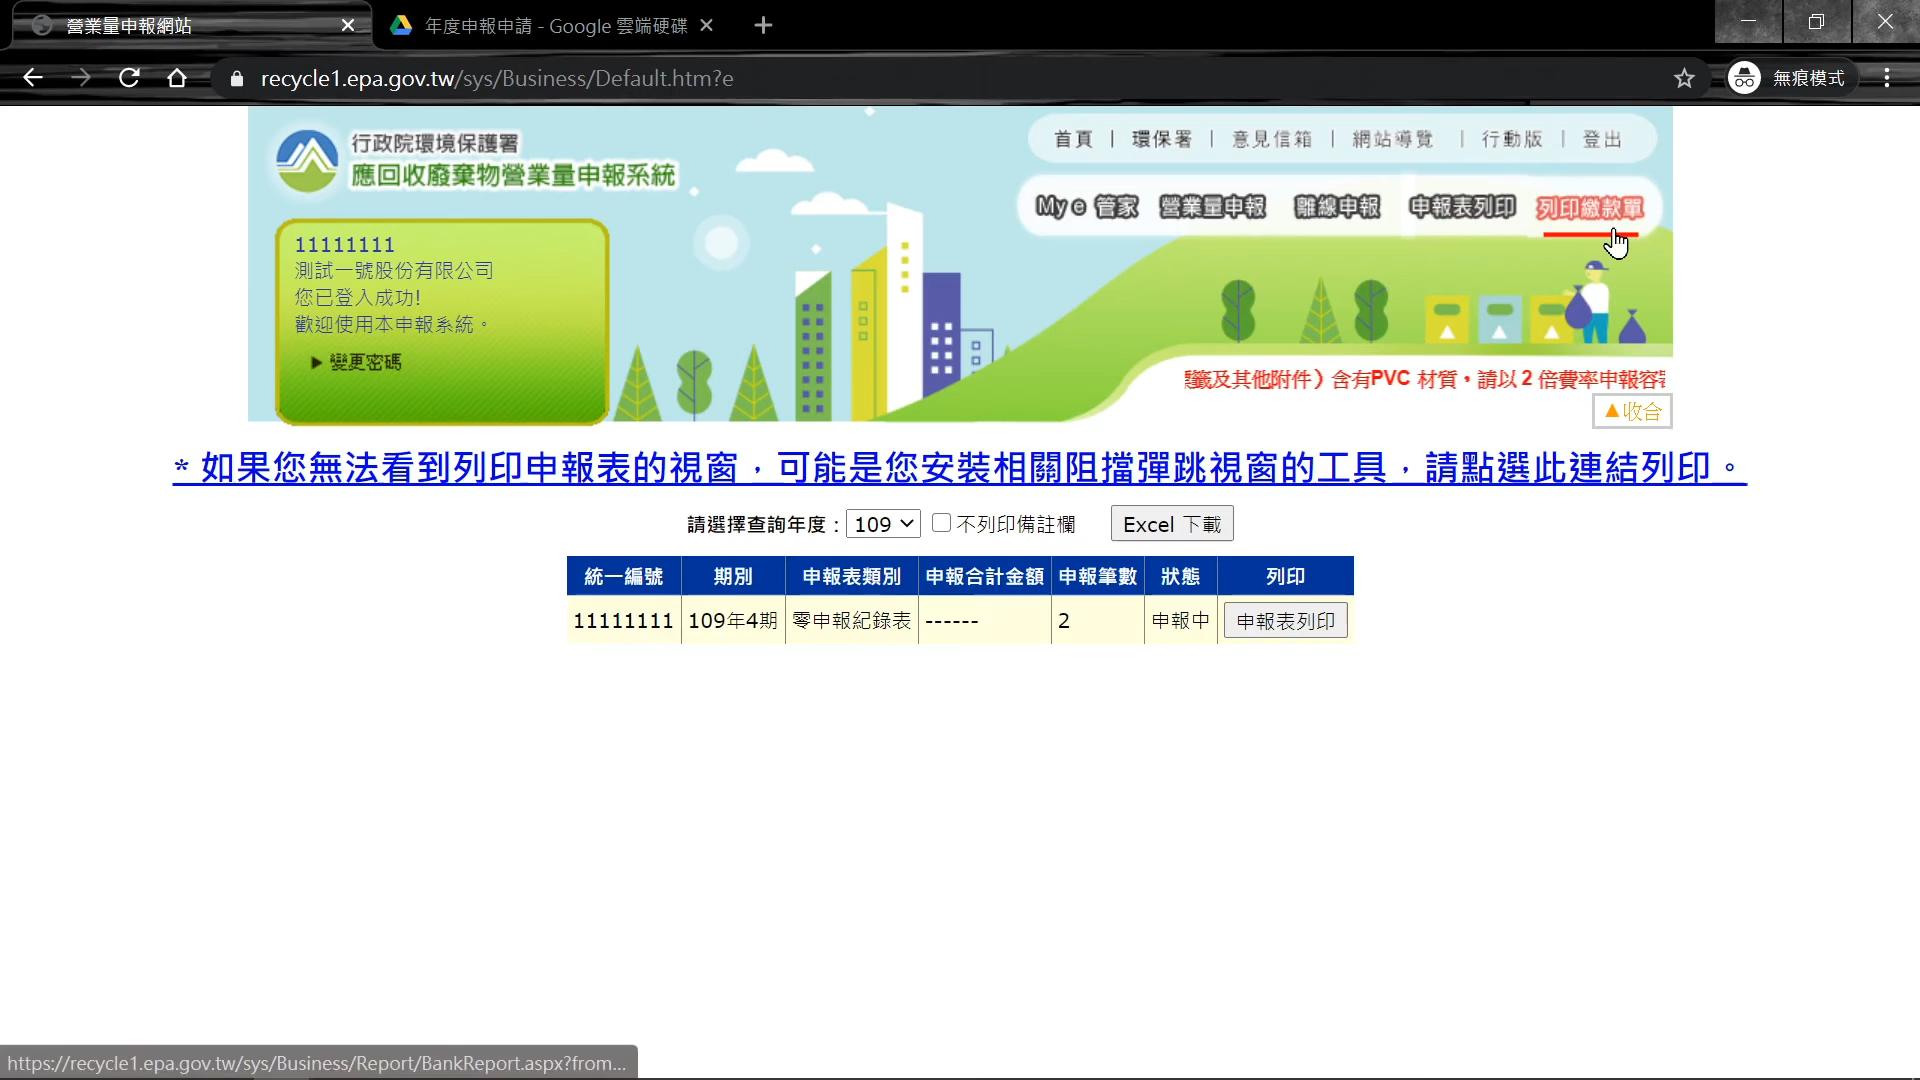 營業量申報網站
年度申報申請 - Google 雲端硬碟
recycle1.epa.gov.tw/sys/Business/Default.htm?e
無痕模式
行政院環境保護署
應回收廢棄物營業量申報系統
首頁 | 環保署 | 意見信箱 | 網站導覽 | 行動版 | 登出
My e 管家 營業量申報 離線申報 申報表列印 列印繳款單
11111111
測試一號股份有限公司
您已登入成功!
歡迎使用本申報系統。
▶ 變更密碼
籤及其他附件）含有PVC 材質，請以 2 倍費率申報容
▲收合
* 如果您無法看到列印申報表的視窗，可能是您安裝相關阻擋彈跳視窗的工具，請點選此連結列印。
請選擇查詢年度：109 不列印備註欄 Excel 下載
統一編號 期別 申報表類別 申報合計金額 申報筆數 狀態 列印
11111111 109年4期 零申報紀錄表 ------ 2 申報中 申報表列印
https://recycle1.epa.gov.tw/sys/Business/Report/BankReport.aspx?from...